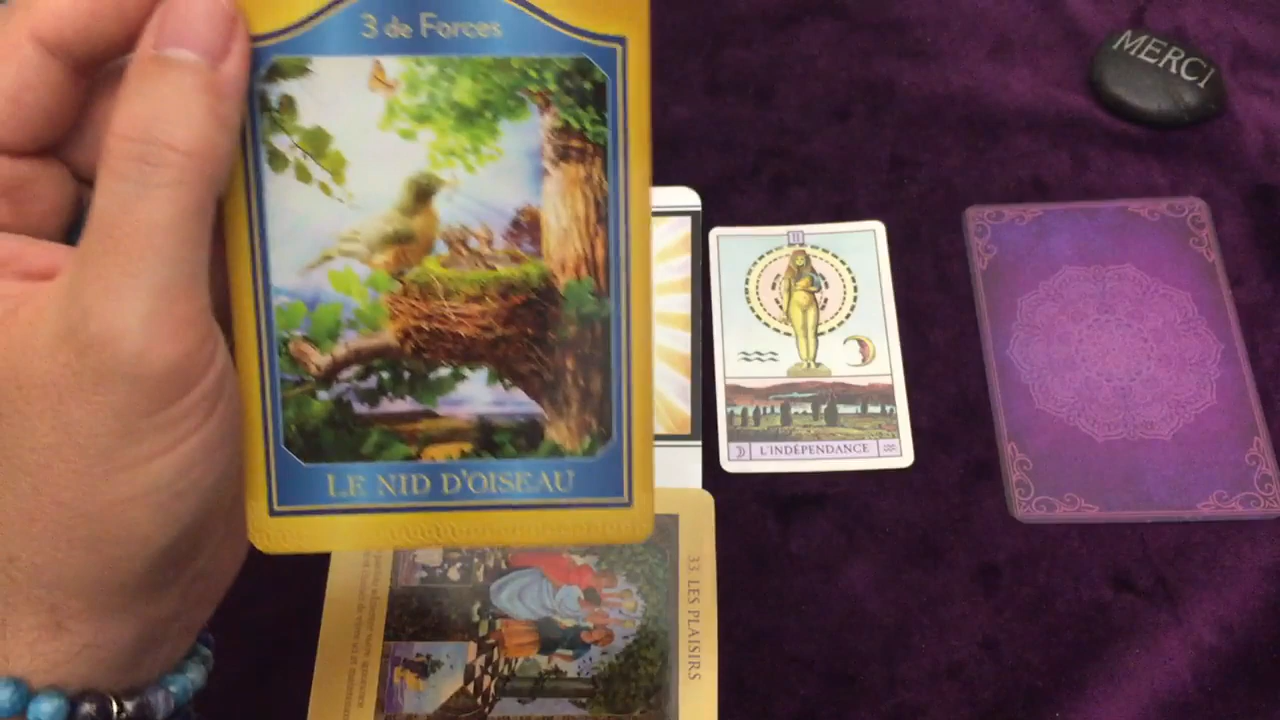 3 de Forces
LE NID D'OISEAU
MERCI
II
L'INDÉPENDANCE
33 LES PLAISIRS